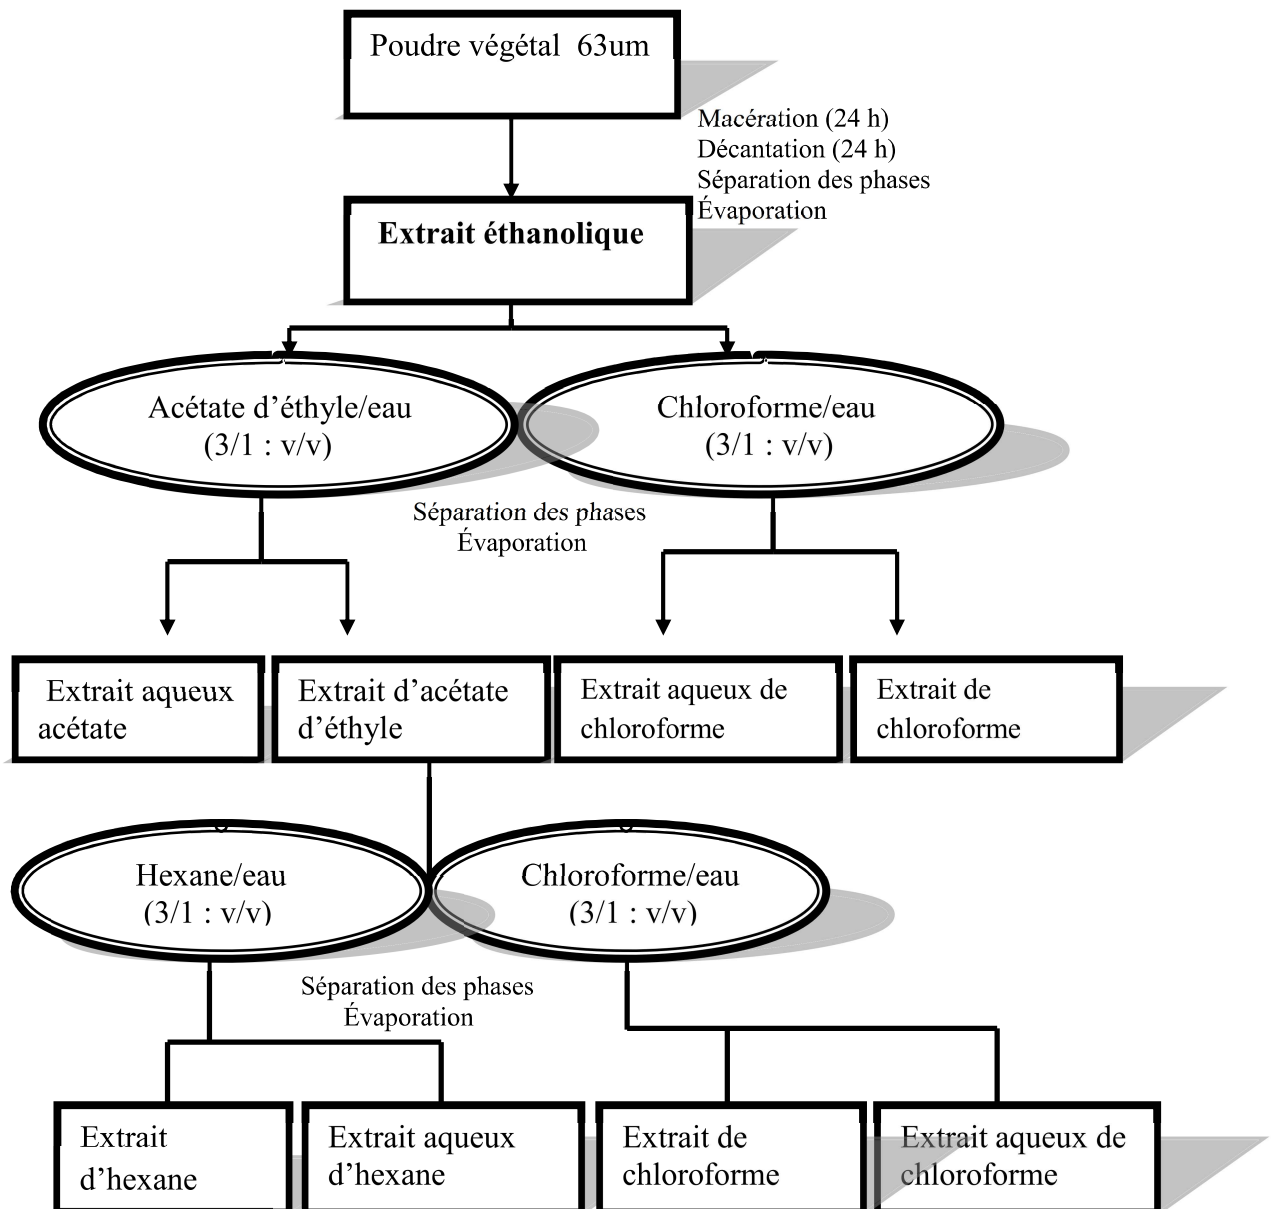 Poudre végétal  63um
Macération (24 h)
Décantation (24 h)
Séparation des phases
Évaporation
Extrait éthanolique
Acétate d’éthyle/eau
(3/1 : v/v)
Chloroforme/eau
(3/1 : v/v)
Séparation des phases
Évaporation
Extrait aqueux
acétate
Extrait d’acétate
d’éthyle
Extrait aqueux de
chloroforme
Extrait de
chloroforme
Hexane/eau
(3/1 : v/v)
Chloroforme/eau
(3/1 : v/v)
Séparation des phases
Évaporation
Extrait
d’hexane
Extrait aqueux
d’hexane
Extrait de
chloroforme
Extrait aqueux de
chloroforme